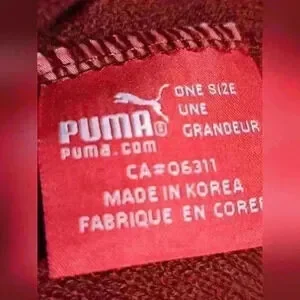 ONE SIZE
PUMA® UNE
puma.com GRANDEUR
CA#06311
MADE IN KOREA
FABRIQUE EN CORE